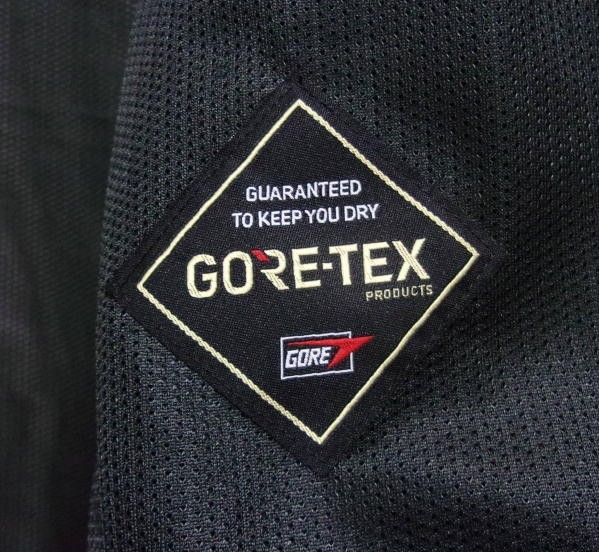 GUARANTEED
TO KEEP YOU DRY
GORE-TEX
PRODUCTS
GORE